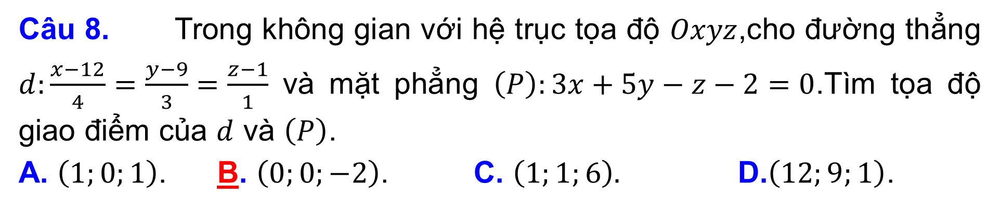 Câu 8. Trong không gian với hệ trục tọa độ Oxyz,cho đường thẳng
d: \frac{x-12}{4} = \frac{y-9}{3} = \frac{z-1}{1} và mặt phẳng (P): 3x + 5y − z − 2 = 0.Tìm tọa độ
giao điểm của d và (P).
A. (1; 0; 1). B. (0; 0; −2). C. (1; 1; 6). D.(12; 9; 1).